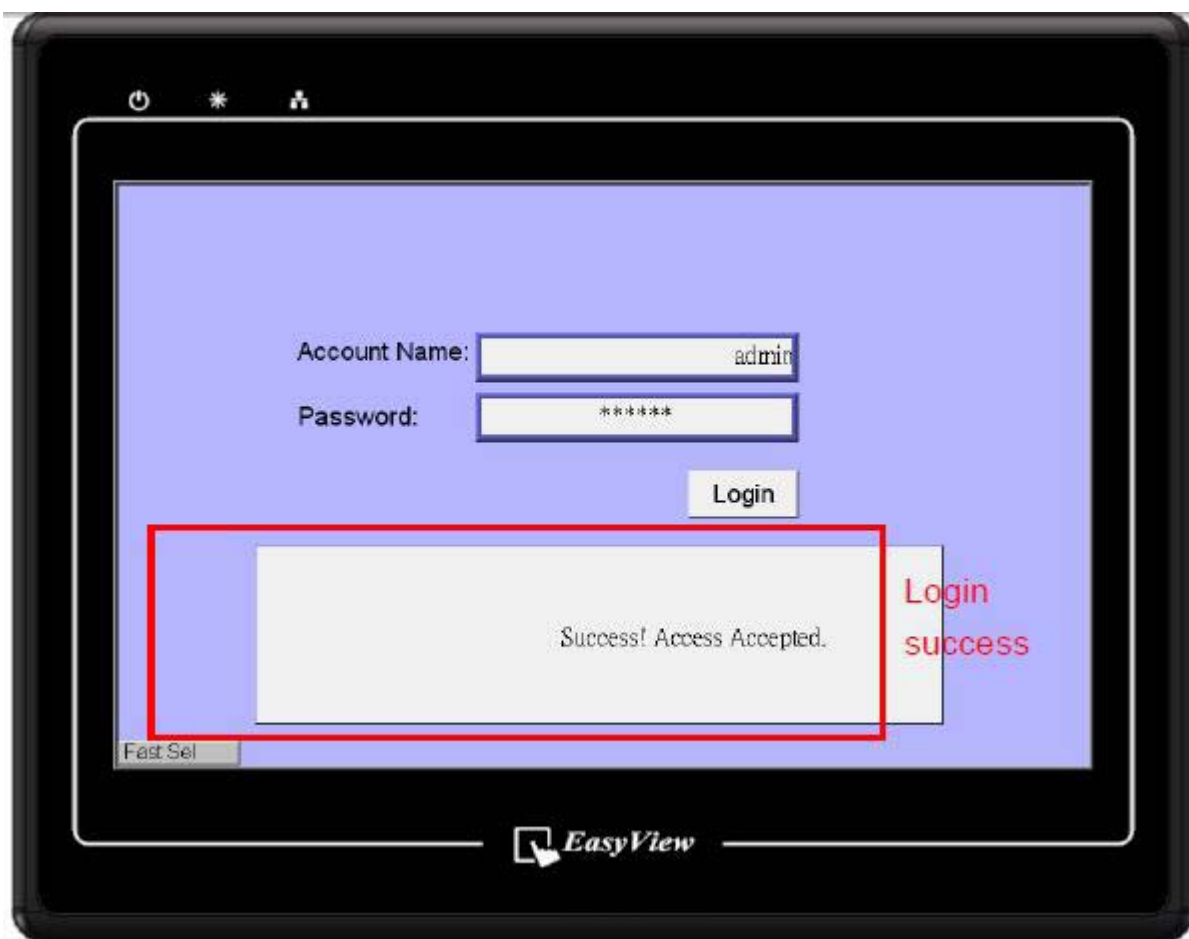 Account Name:
admin
Password:
******
Login
Success! Access Accepted.
Login
success
Fast Sel
EasyView